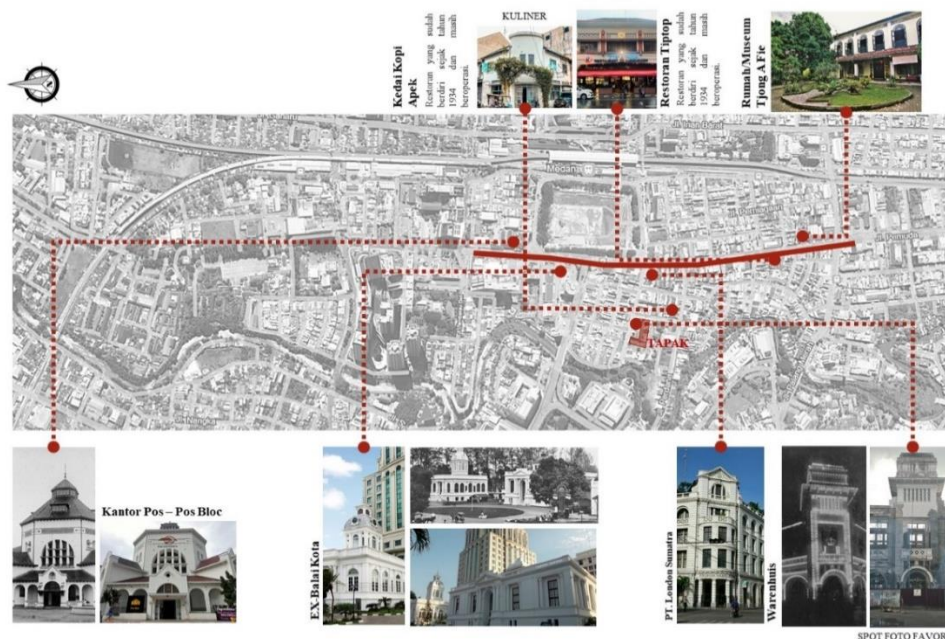 Kedai Kopi
Apek
Restoran yang sudah
berdiri sejak tahun
1934 dan masih
beroperasi.
KULINER
Restoran Tiptop
Restoran yang sudah
berdiri sejak tahun
1934 dan masih
beroperasi.
Rumah/Museum
Tjong A Fie
Medan
TAPAK
Kantor Pos – Pos Bloc
EX-Balai Kota
PT. London Sumatra
Warenhuis
SPOT FOTO FAVOR